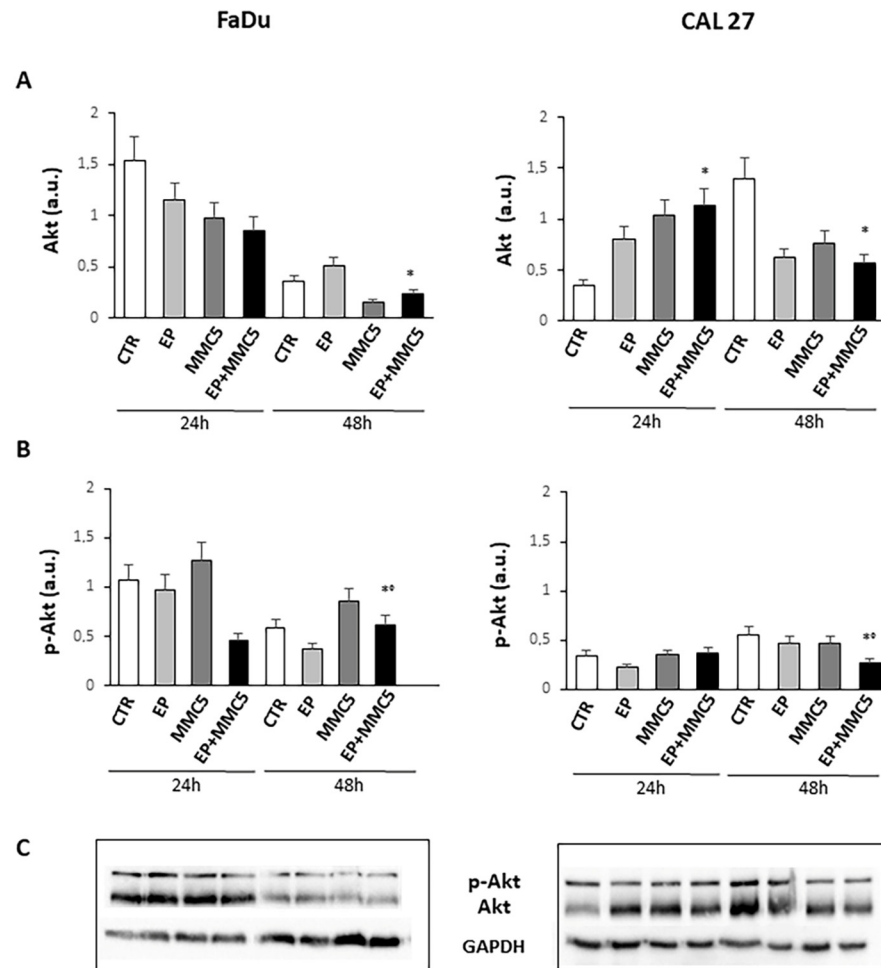 FaDu CAL 27
A
Akt (a.u.) 2 1,5 1 0,5 0
CTR EP MMC5 EP+MMC5 CTR EP MMC5 EP+MMC5
*
24h 48h
Akt (a.u.) 2 1,5 1 0,5 0
CTR EP MMC5 EP+MMC5 CTR EP MMC5 EP+MMC5
* *
24h 48h
B
p-Akt (a.u.) 2 1,5 1 0,5 0
CTR EP MMC5 EP+MMC5 CTR EP MMC5 EP+MMC5
*°
24h 48h
p-Akt (a.u.) 2 1,5 1 0,5 0
CTR EP MMC5 EP+MMC5 CTR EP MMC5 EP+MMC5
*°
24h 48h
C
p-Akt
Akt
GAPDH